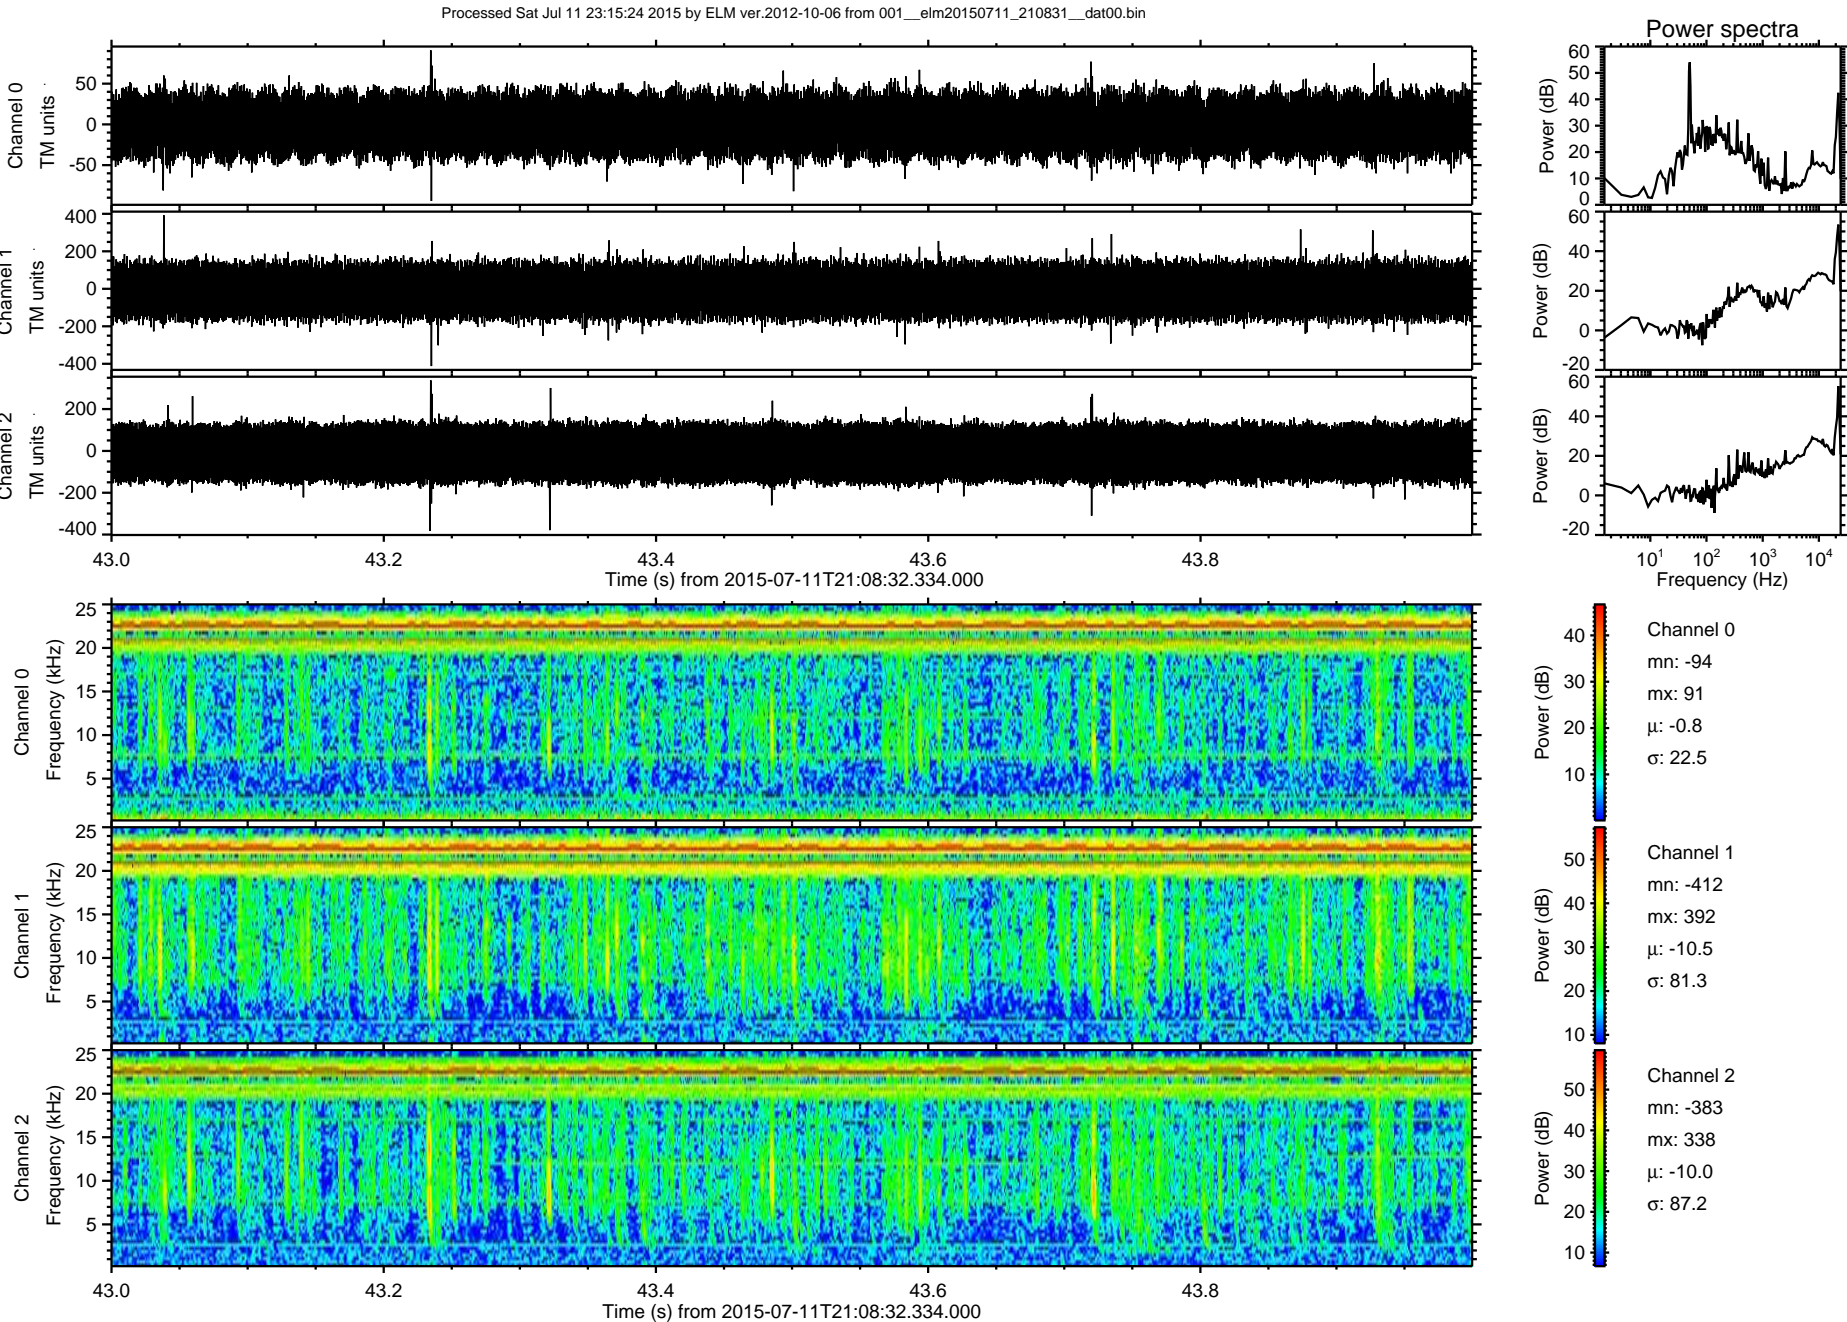 Processed Sat Jul 11 23:15:24 2015 by ELM ver.2012-10-06 from 001__elm20150711_210831__dat00.bin
Power spectra
Channel 0
TM units
50
0
-50
Power (dB)
60
50
40
30
20
10
0
Channel 1
TM units
400
200
0
-200
-400
Power (dB)
60
40
20
0
-20
Channel 2
TM units
200
0
-200
-400
Power (dB)
60
40
20
0
-20
43.0 43.2 43.4 43.6 43.8
Time (s) from 2015-07-11T21:08:32.334.000
10^1 10^2 10^3 10^4
Frequency (Hz)
Channel 0
Frequency (kHz)
25
20
15
10
5
Power (dB)
40
30
20
10
Channel 0
mn: -94
mx: 91
μ: -0.8
σ: 22.5
Channel 1
Frequency (kHz)
25
20
15
10
5
Power (dB)
50
40
30
20
10
Channel 1
mn: -412
mx: 392
μ: -10.5
σ: 81.3
Channel 2
Frequency (kHz)
25
20
15
10
5
Power (dB)
50
40
30
20
10
Channel 2
mn: -383
mx: 338
μ: -10.0
σ: 87.2
43.0 43.2 43.4 43.6 43.8
Time (s) from 2015-07-11T21:08:32.334.000